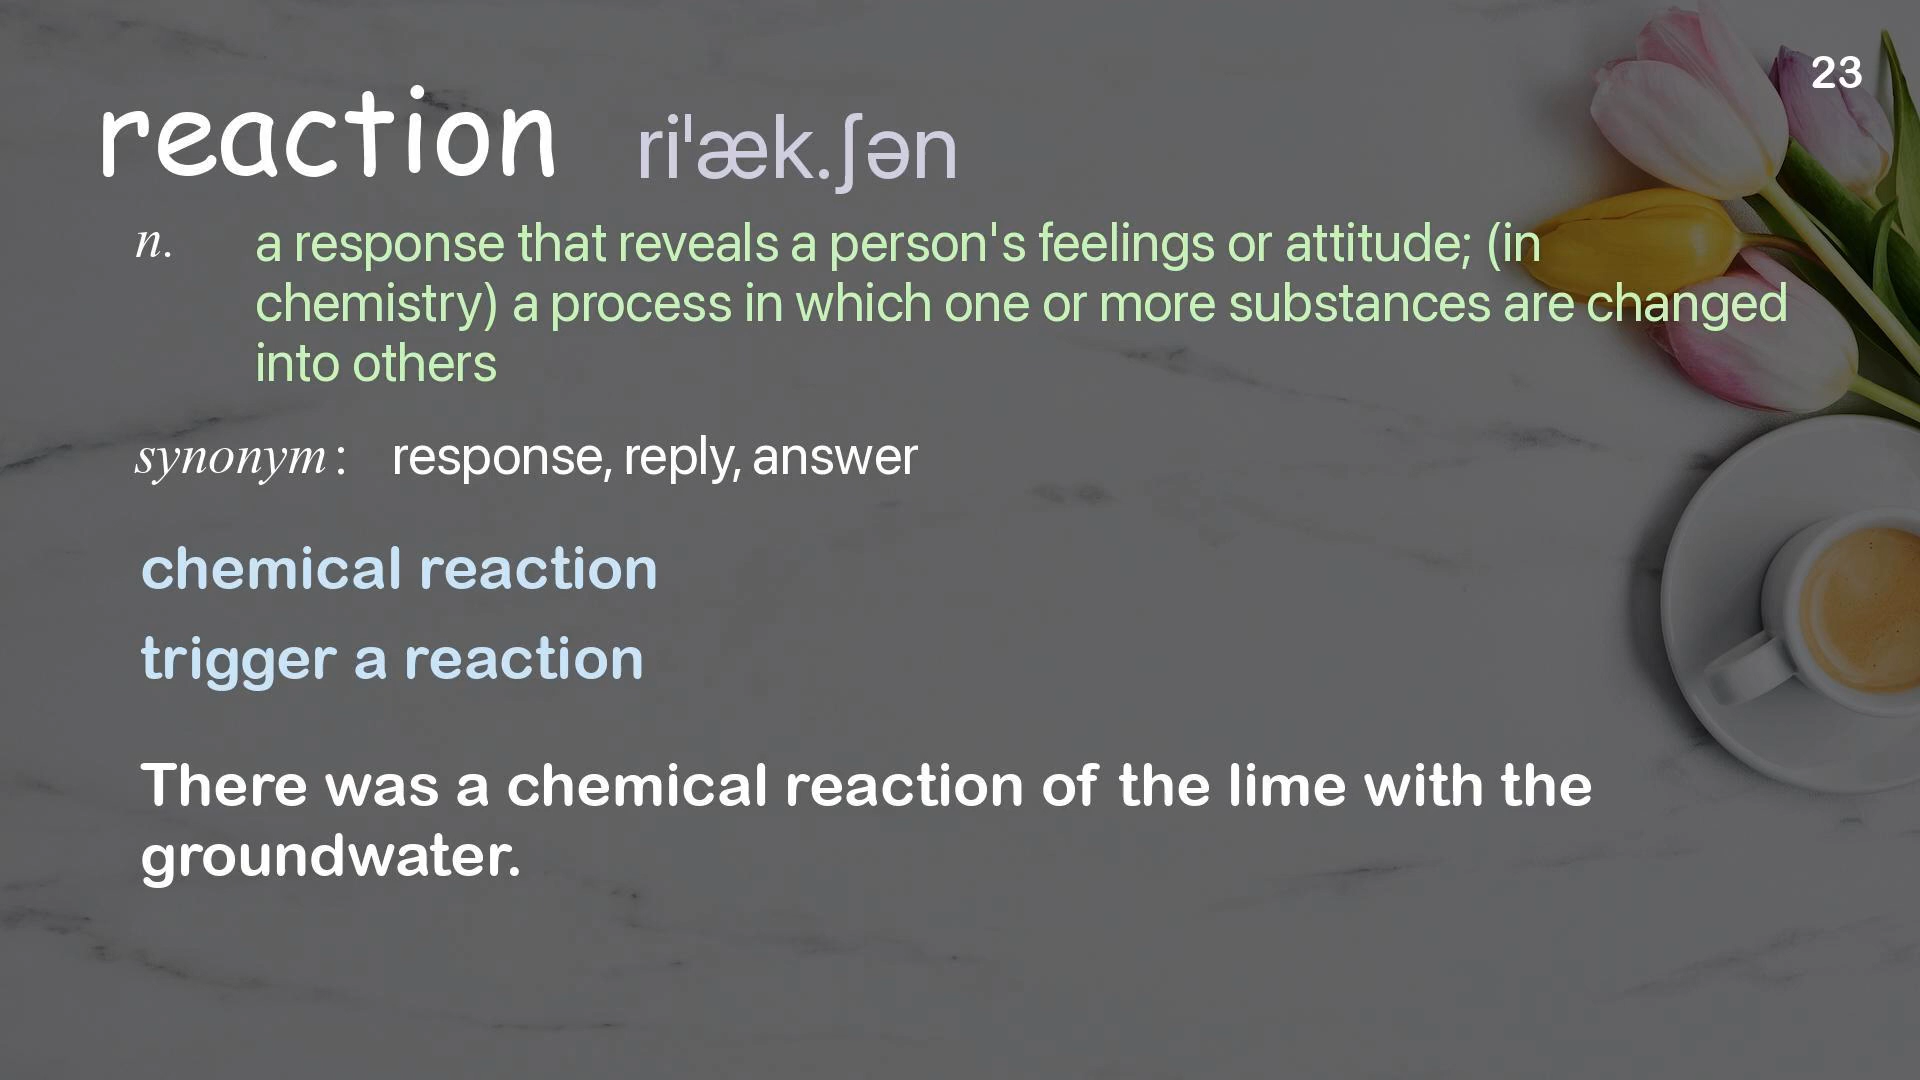 23
reaction riˈæk.ʃən
n. a response that reveals a person's feelings or attitude; (in
chemistry) a process in which one or more substances are changed
into others
synonym: response, reply, answer
chemical reaction
trigger a reaction
There was a chemical reaction of the lime with the
groundwater.